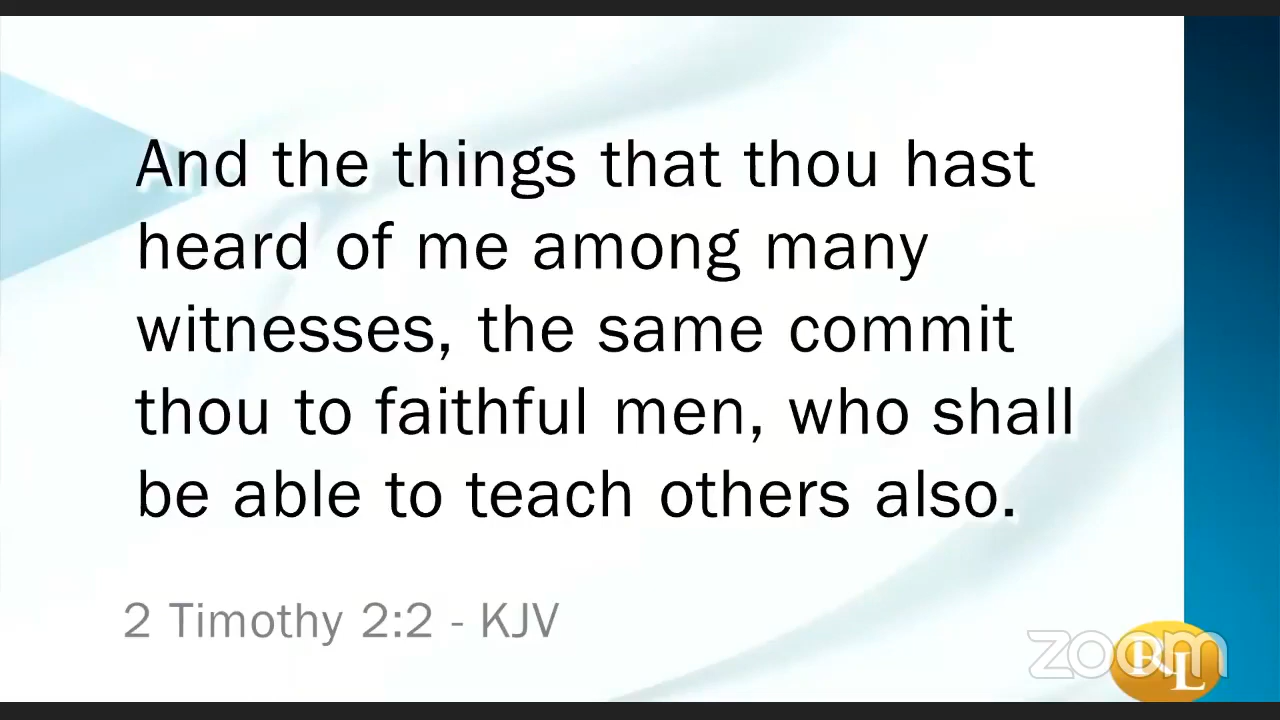 And the things that thou hast
heard of me among many
witnesses, the same commit
thou to faithful men, who shall
be able to teach others also.
2 Timothy 2:2 - KJV
zoom
RL